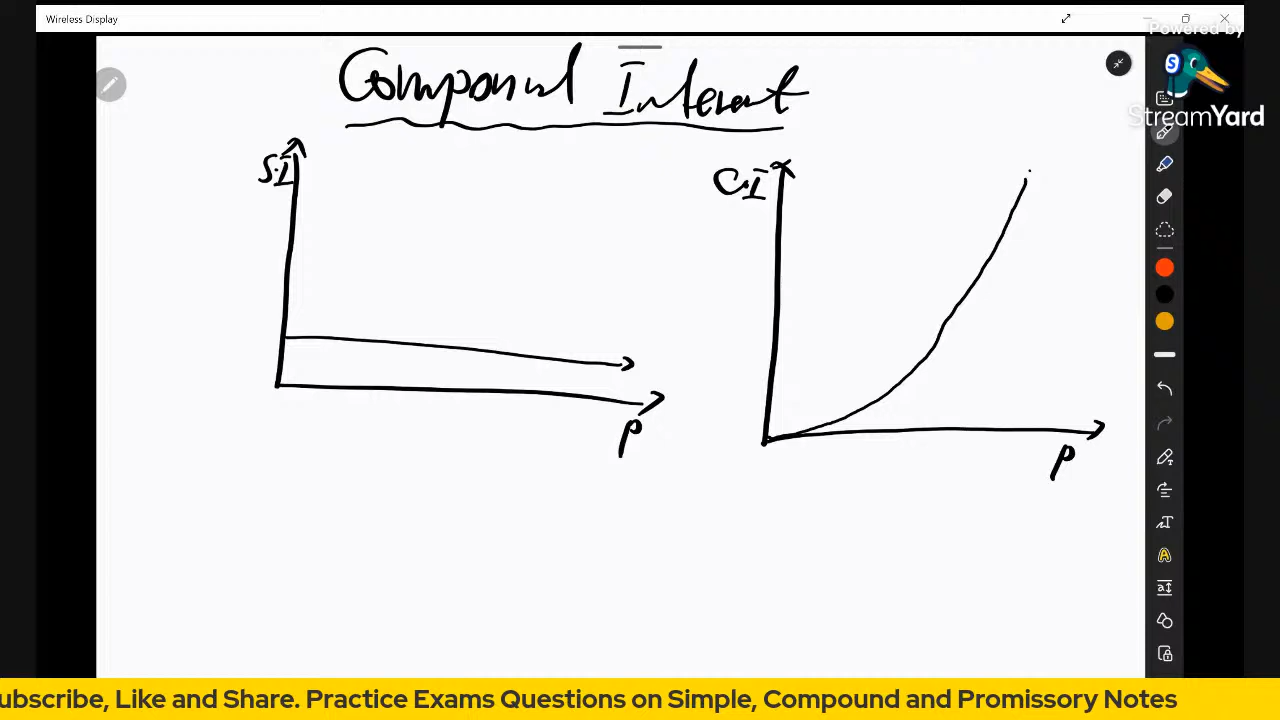 Wireless Display
Powered by
StreamYard
Compound Interest
S.I
C.I
P
P
ubscribe, Like and Share. Practice Exams Questions on Simple, Compound and Promissory Notes